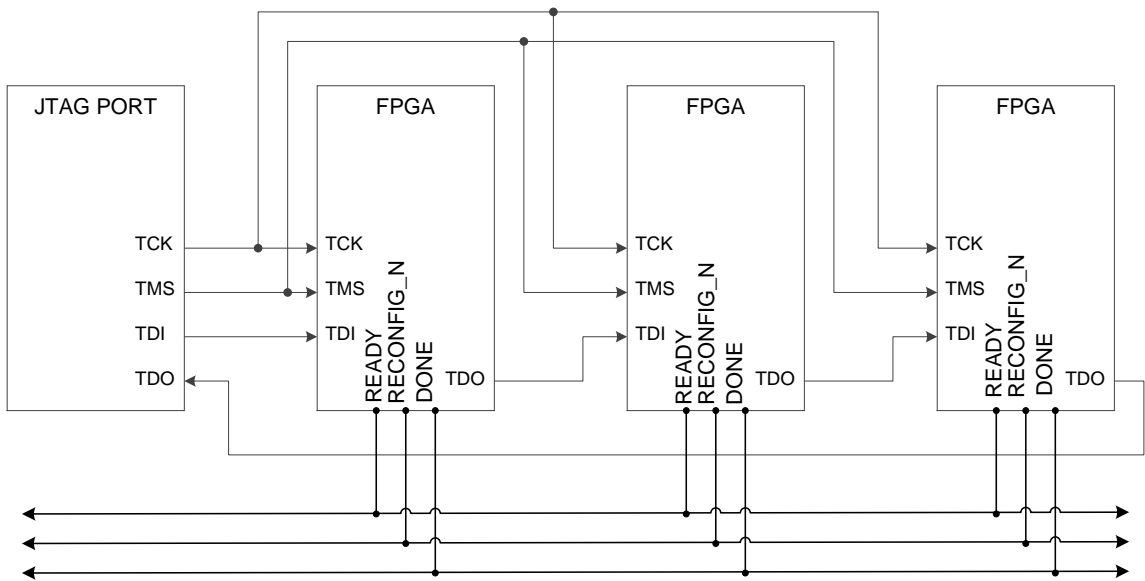 JTAG PORT
TCK
TMS
TDI
TDO
FPGA
TCK
TMS
TDI
READY
RECONFIG_N
DONE
TDO
FPGA
TCK
TMS
TDI
READY
RECONFIG_N
DONE
TDO
FPGA
TCK
TMS
TDI
READY
RECONFIG_N
DONE
TDO